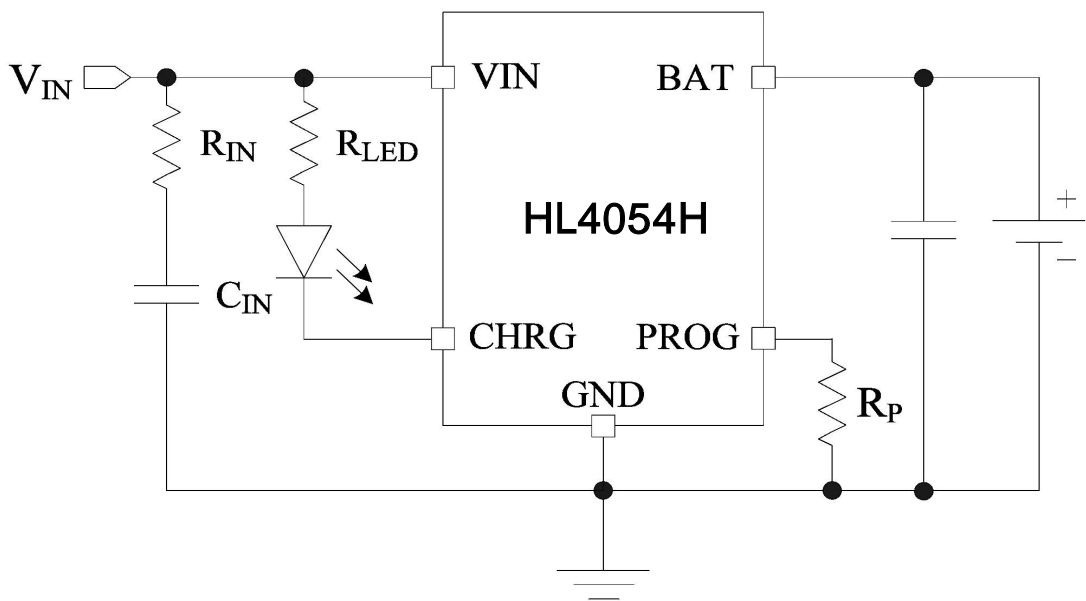 VIN
VIN
BAT
RIN
RLED
HL4054H
+
−
CIN
CHRG
PROG
GND
RP